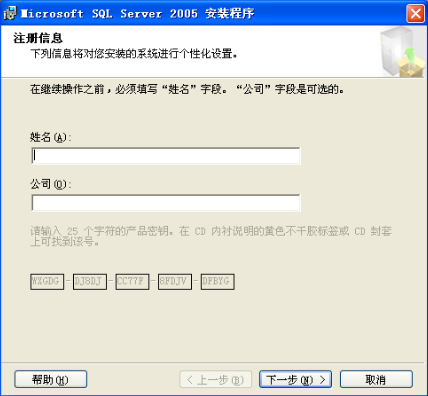 Microsoft SQL Server 2005 安装程序
注册信息
下列信息将对您安装的系统进行个性化设置。
在继续操作之前，必须填写“姓名”字段。“公司”字段是可选的。
姓名(A):
公司(O):
请输入 25 个字符的产品密钥。在 CD 内衬说明的黄色不干胶标签或 CD 封套
上可找到该号。
WXGDG - DJ8DJ - CC77F - 8FDJV - DFBYG
帮助(H)
< 上一步(B)
下一步(N) >
取消